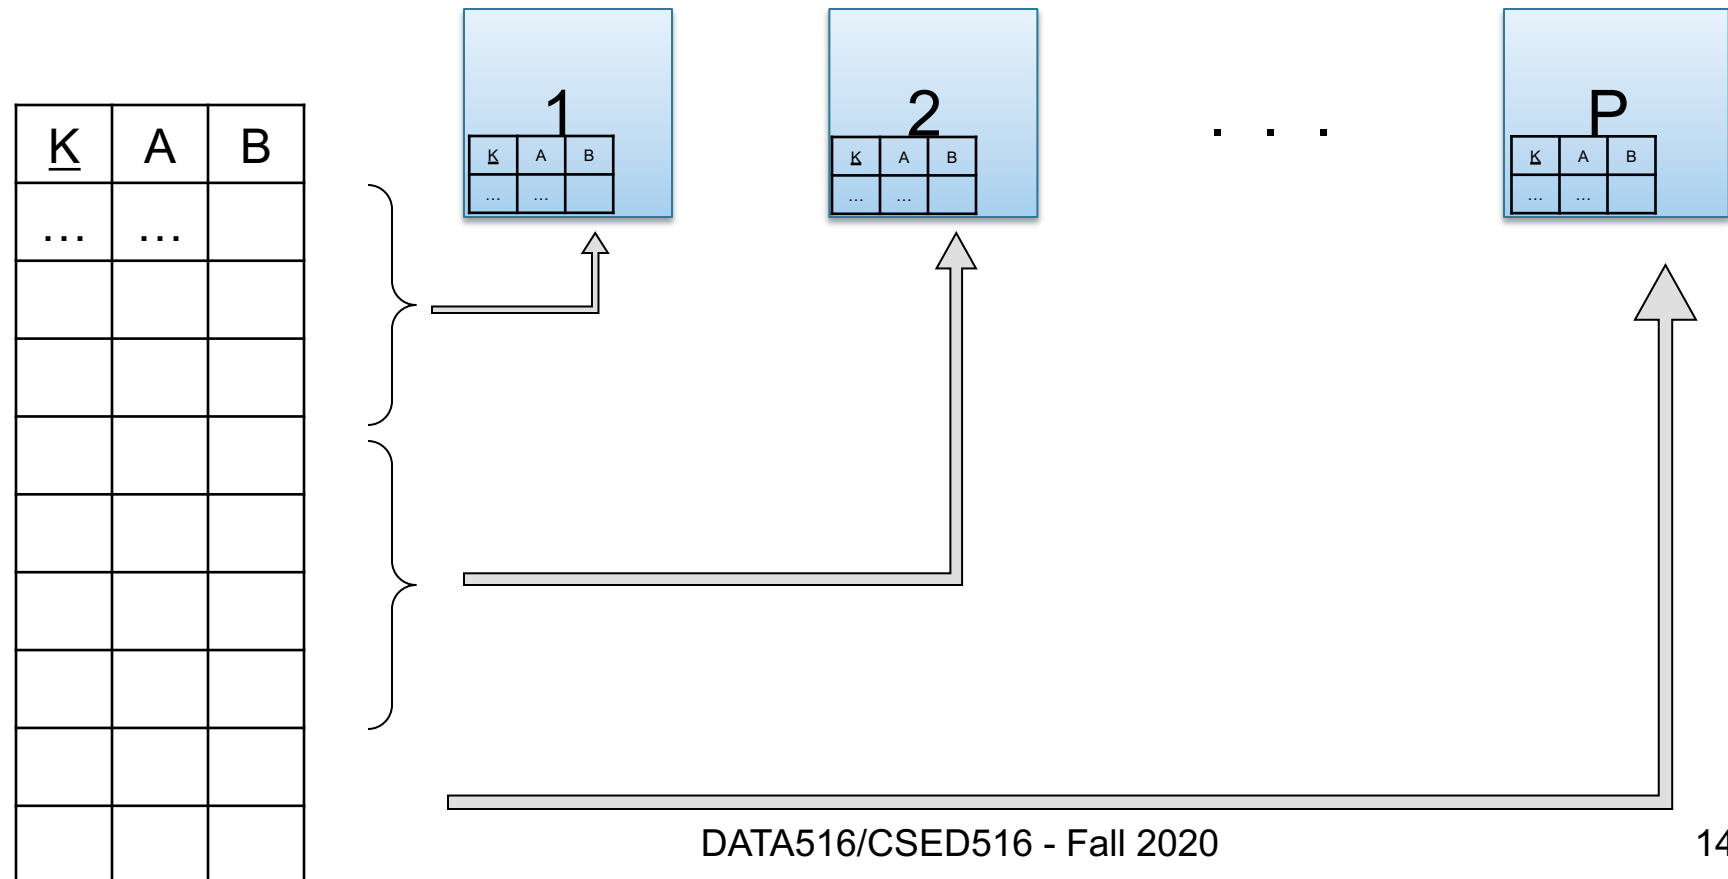 1
2
. . .
P
K A B
… …
K A B
… …
K A B
… …
K A B
… …
DATA516/CSED516 - Fall 2020
14